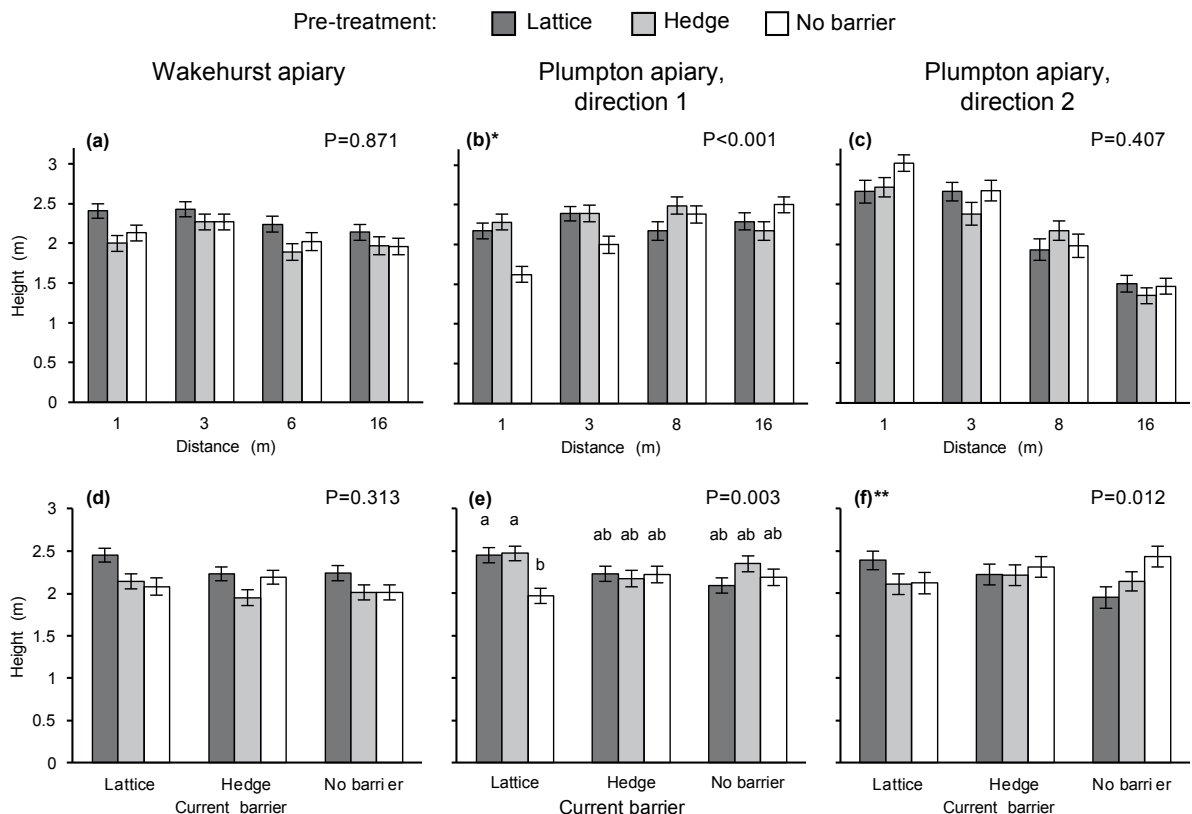 Pre-treatment: Lattice Hedge No barrier
Wakehurst apiary
Plumpton apiary,
direction 1
Plumpton apiary,
direction 2
(a) P=0.871
(b)* P<0.001
(c) P=0.407
3
2.5
2
1.5
1
0.5
0
Height (m)
1 3 6 16
Distance (m)
1 3 8 16
Distance (m)
1 3 8 16
Distance (m)
(d) P=0.313
(e) P=0.003
(f)** P=0.012
3
2.5
2
1.5
1
0.5
0
Height (m)
a a b ab ab ab ab ab ab
Lattice Hedge No barrier
Current barrier
Lattice Hedge No barrier
Current barrier
Lattice Hedge No barrier
Current barrier